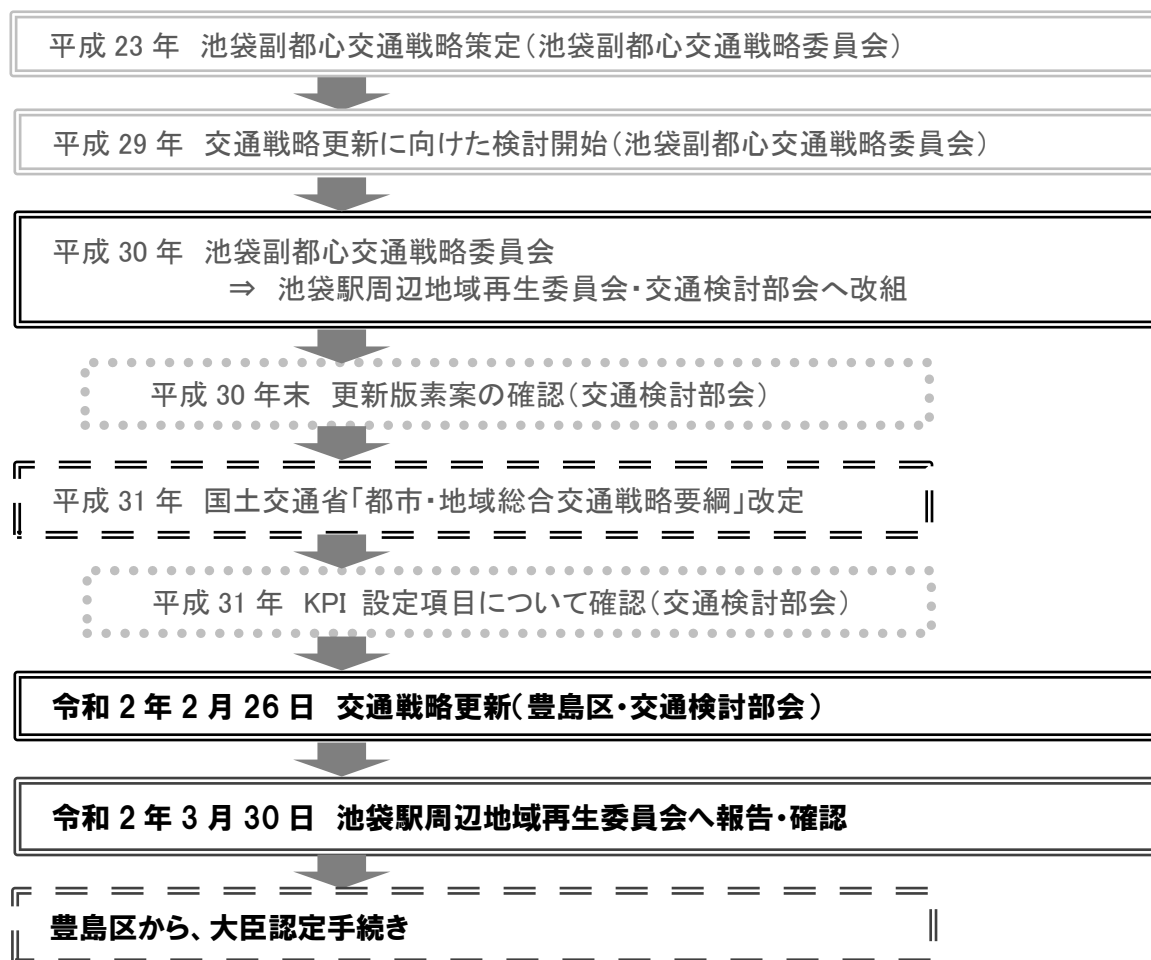 平成 23 年 池袋副都心交通戦略策定（池袋副都心交通戦略委員会）
平成 29 年 交通戦略更新に向けた検討開始（池袋副都心交通戦略委員会）
平成 30 年 池袋副都心交通戦略委員会
⇒ 池袋駅周辺地域再生委員会・交通検討部会へ改組
平成 30 年末 更新版素案の確認（交通検討部会）
平成 31 年 国土交通省「都市・地域総合交通戦略要綱」改定
平成 31 年 KPI 設定項目について確認（交通検討部会）
令和 2 年 2 月 26 日 交通戦略更新（豊島区・交通検討部会）
令和 2 年 3 月 30 日 池袋駅周辺地域再生委員会へ報告・確認
豊島区から、大臣認定手続き